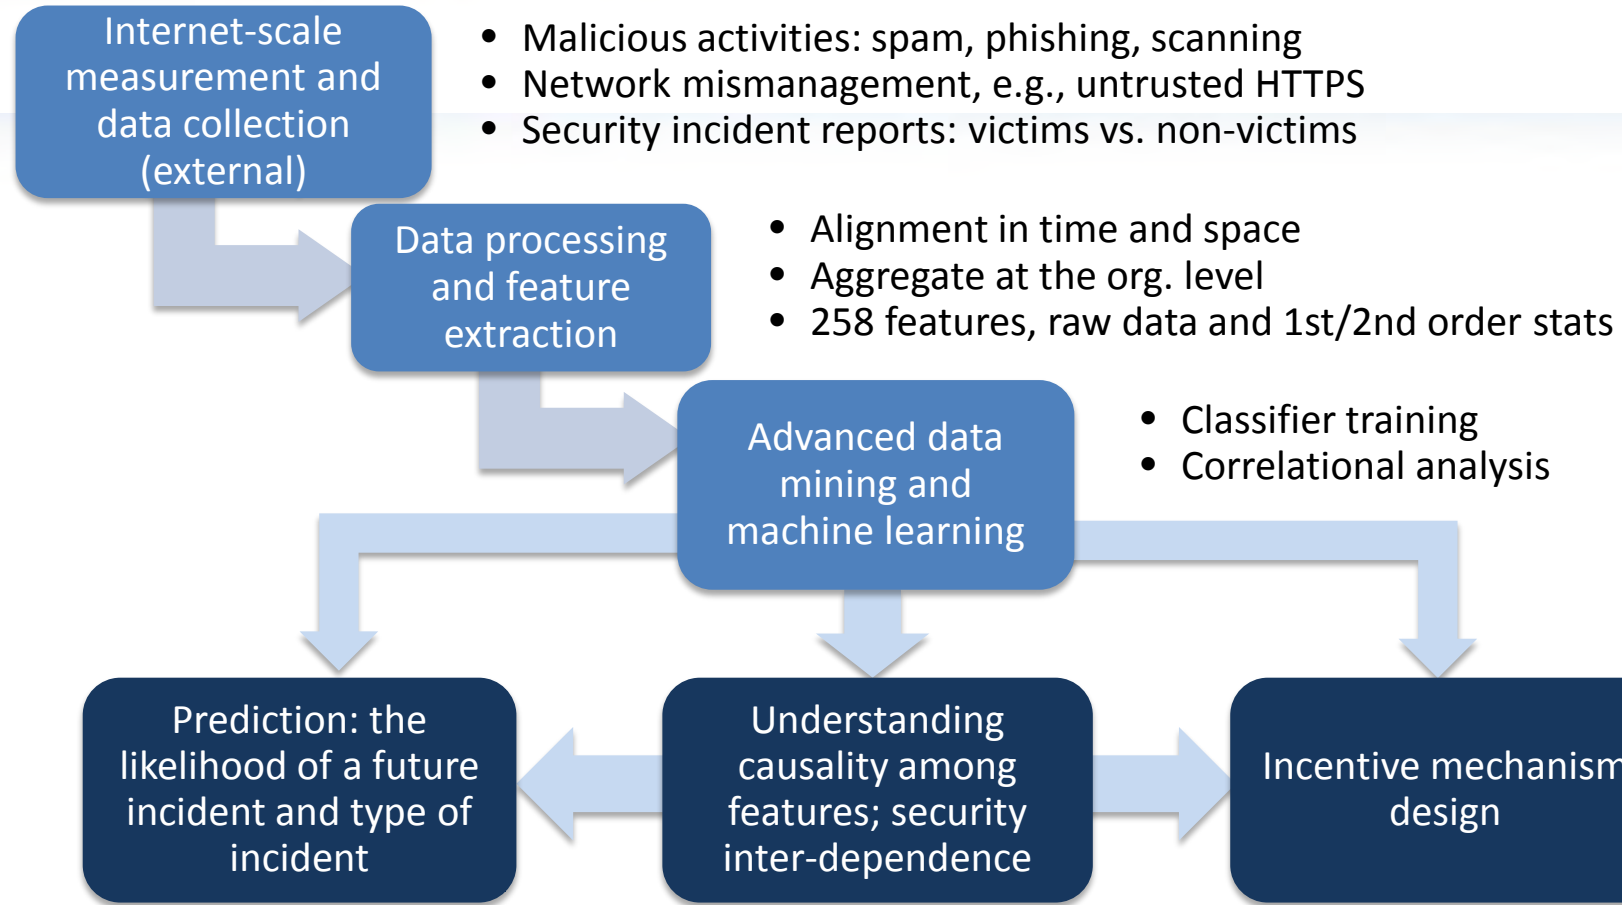 Internet-scale
measurement and
data collection
(external)
• Malicious activities: spam, phishing, scanning
• Network mismanagement, e.g., untrusted HTTPS
• Security incident reports: victims vs. non-victims
Data processing
and feature
extraction
• Alignment in time and space
• Aggregate at the org. level
• 258 features, raw data and 1st/2nd order stats
Advanced data
mining and
machine learning
• Classifier training
• Correlational analysis
Prediction: the
likelihood of a future
incident and type of
incident
Understanding
causality among
features; security
inter-dependence
Incentive mechanism
design